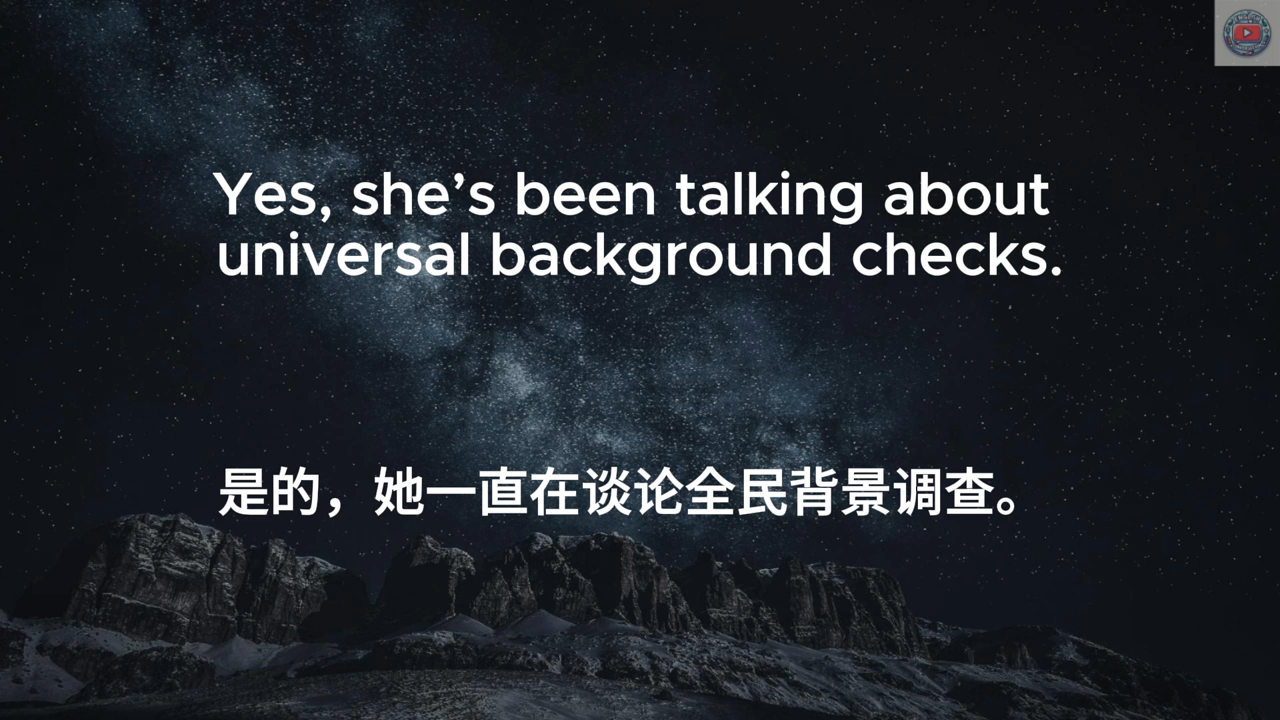 Yes, she’s been talking about
universal background checks.
是的，她一直在谈论全民背景调查。